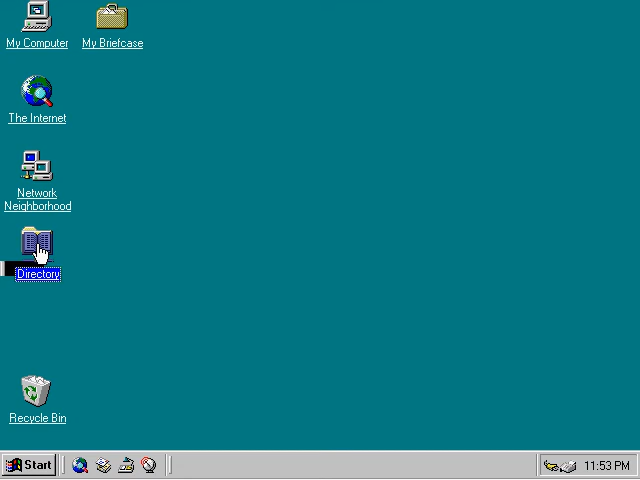 My Computer
My Briefcase
The Internet
Network
Neighborhood
Directory
Recycle Bin
Start
11:53 PM